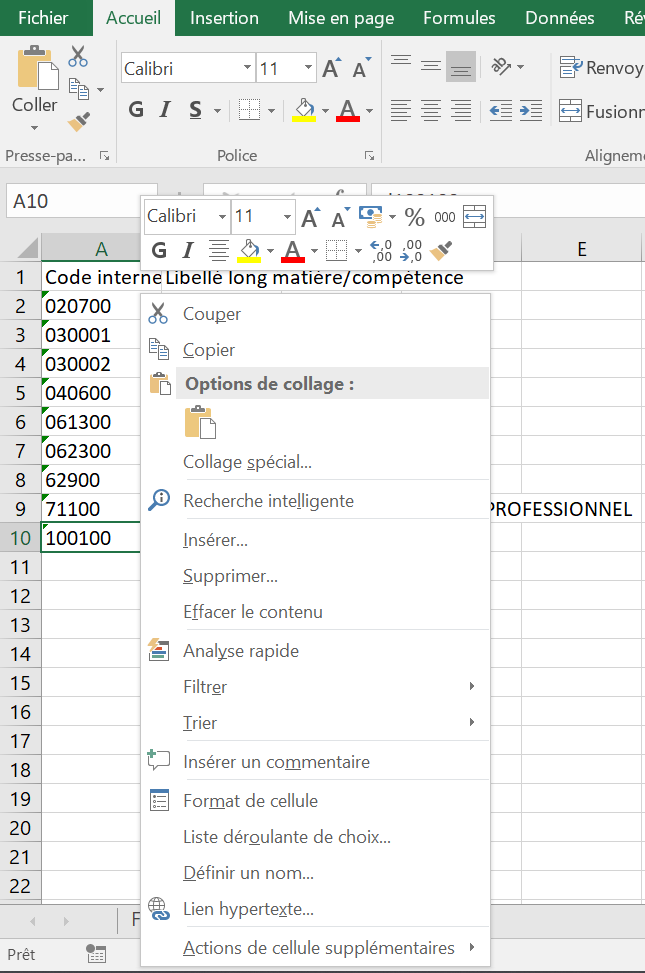 Fichier Accueil Insertion Mise en page Formules Données
Coller
Calibri 11
G I S A
Renvoy
Fusionn
Presse-pa... Police Alignem
A10
Calibri 11 A A % 000
G I A ,0 ,00 ,00 ,0
A E
1 Code interne Libellé long matière/compétence
2 020700
3 030001
4 030002
5 040600
6 061300
7 062300
8 62900
9 71100 PROFESSIONNEL
10 100100
11
12
13
14
15
16
17
18
19
20
21
22
Couper
Copier
Options de collage :
Collage spécial...
Recherche intelligente
Insérer...
Supprimer...
Effacer le contenu
Analyse rapide
Filtrer
Trier
Insérer un commentaire
Format de cellule
Liste déroulante de choix...
Définir un nom...
Lien hypertexte...
Actions de cellule supplémentaires
Prêt